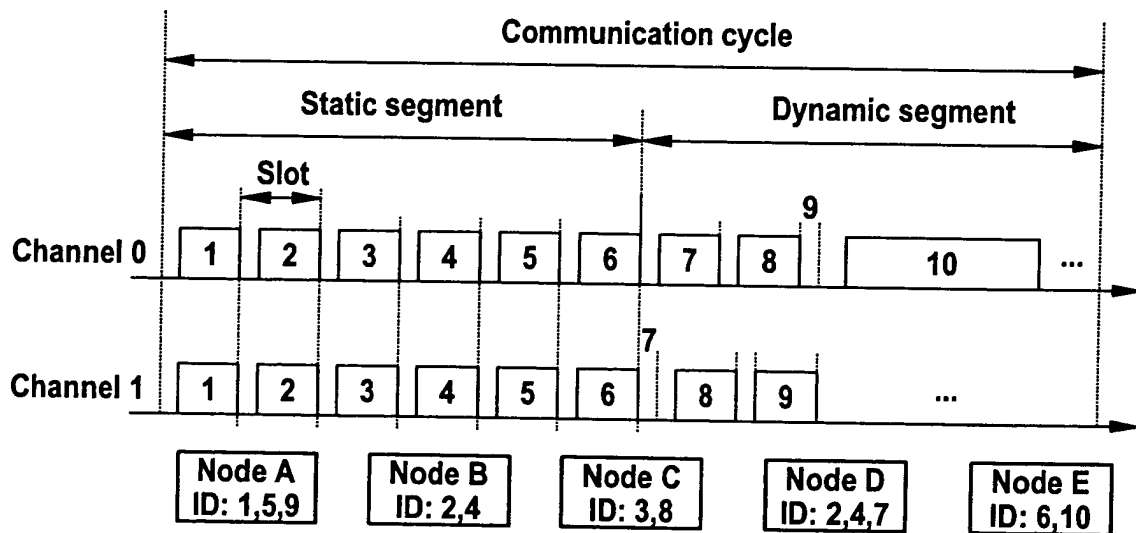 Communication cycle
Static segment
Dynamic segment
Slot
9
Channel 0
1 2 3 4 5 6 7 8 10 ...
7
Channel 1
1 2 3 4 5 6 8 9 ...
Node A
ID: 1,5,9
Node B
ID: 2,4
Node C
ID: 3,8
Node D
ID: 2,4,7
Node E
ID: 6,10